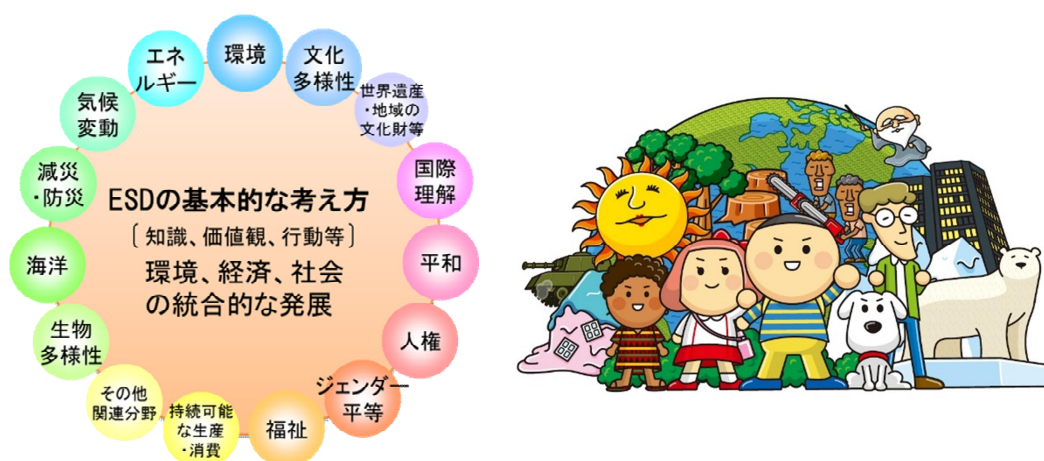 エネ
ルギー
環境
文化
多様性
世界遺産
・地域の
文化財等
国際
理解
平和
人権
ジェンダー
平等
福祉
持続可能
な生産
・消費
その他
関連分野
生物
多様性
海洋
減災
・防災
気候
変動
ESDの基本的な考え方
［知識、価値観、行動等］
環境、経済、社会
の統合的な発展